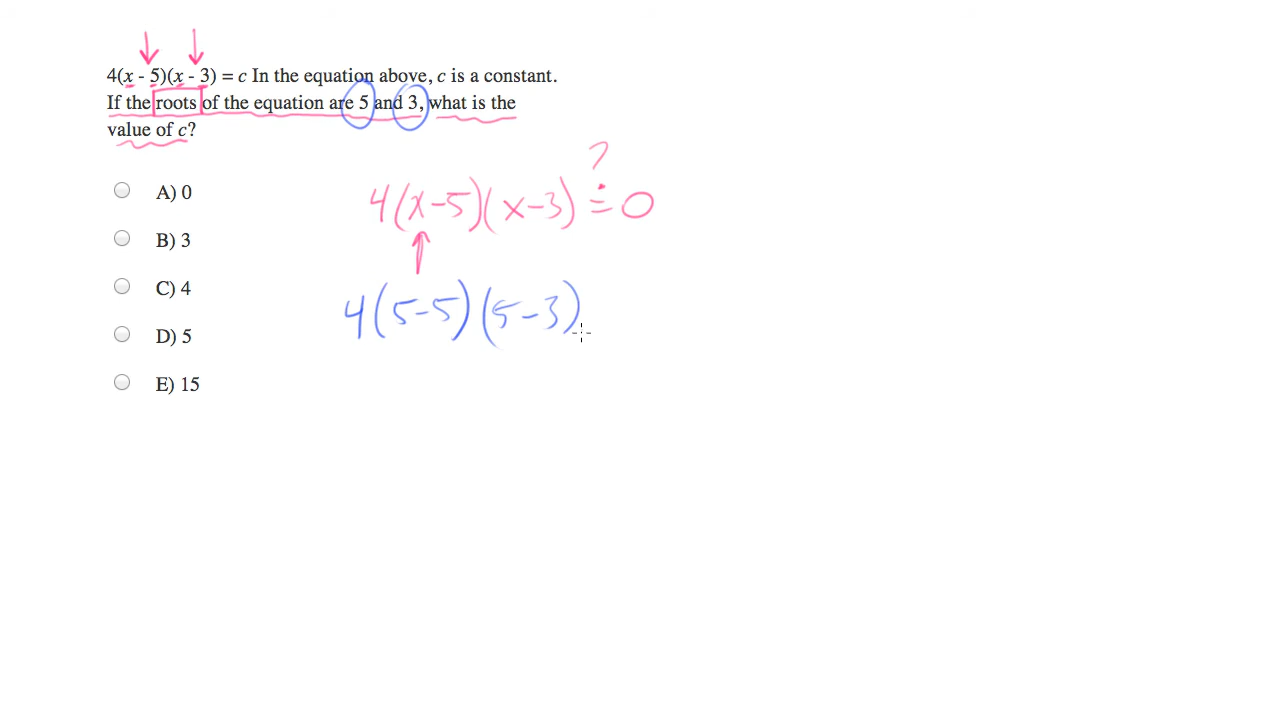 4(x - 5)(x - 3) = c In the equation above, c is a constant.
If the roots of the equation are 5 and 3, what is the
value of c?
A) 0
B) 3
C) 4
D) 5
E) 15
?
4(x-5)(x-3) = 0
4(5-5)(5-3)